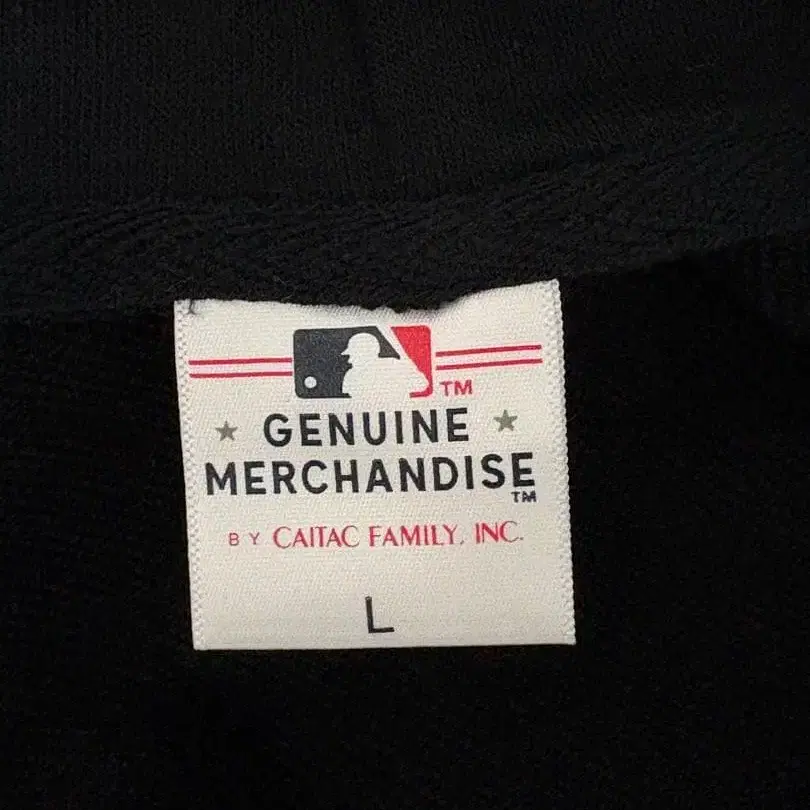 TM
GENUINE
MERCHANDISE
TM
BY CAITAC FAMILY, INC.
L